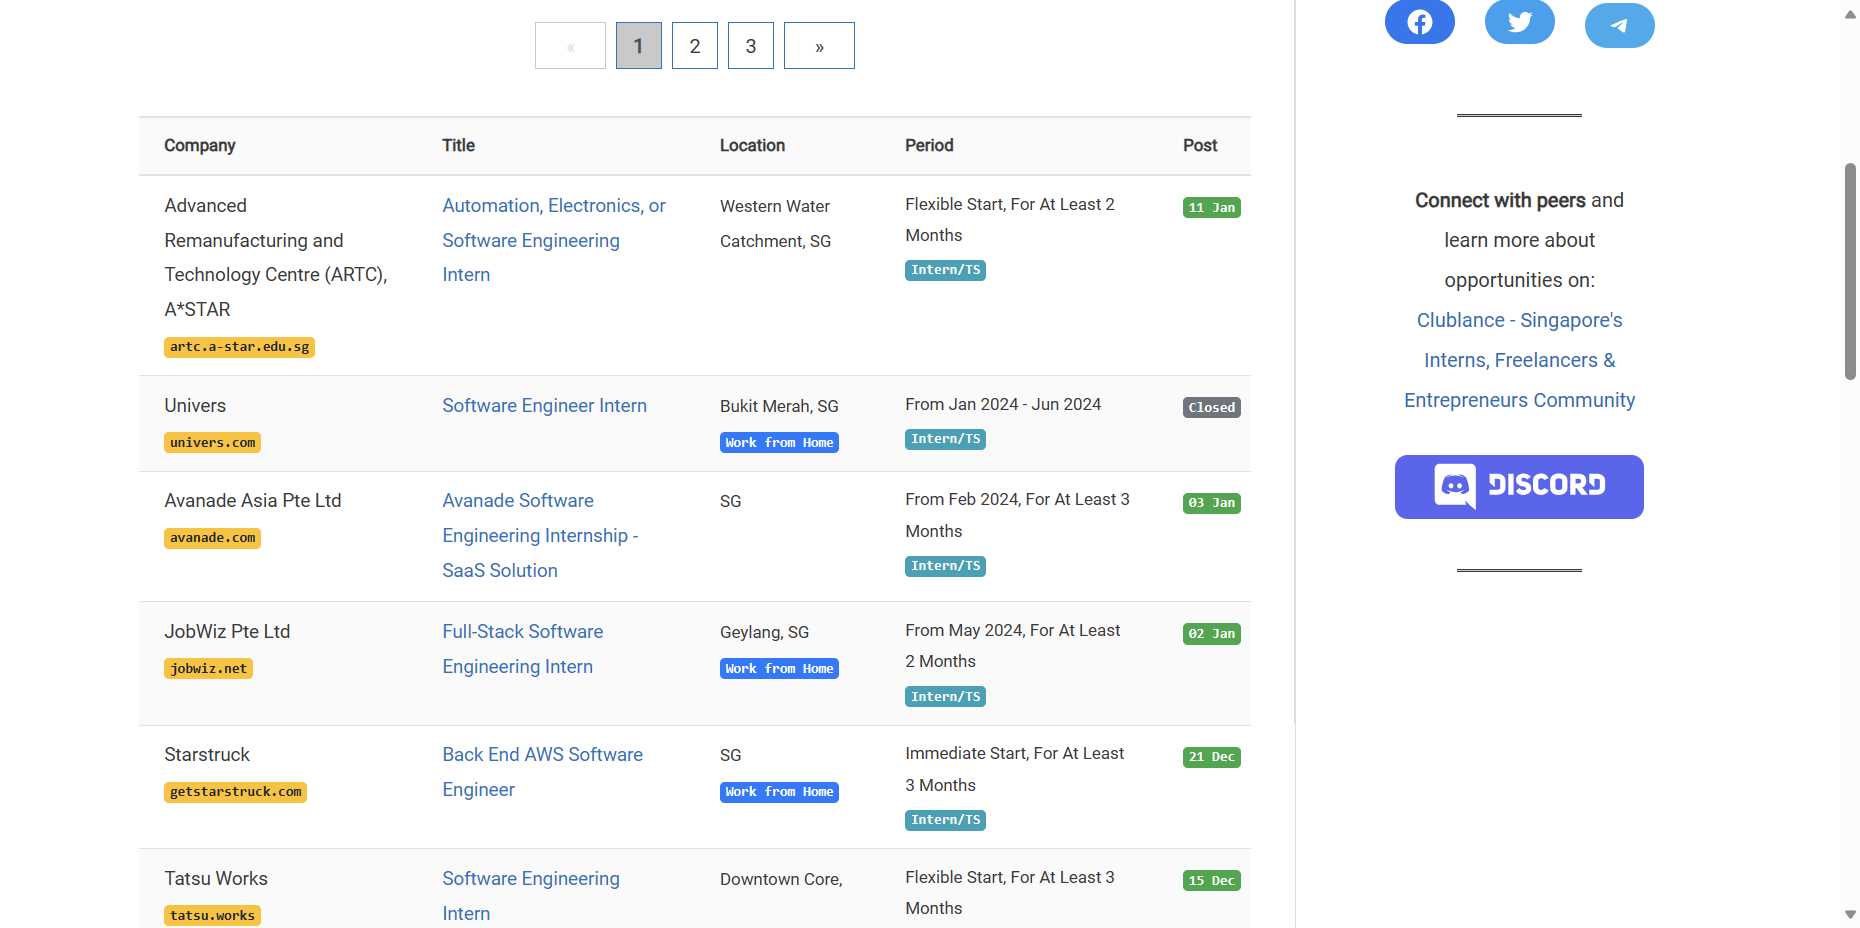 « 1 2 3 »
Company Title Location Period Post
Advanced
Remanufacturing and
Technology Centre (ARTC),
A*STAR
artc.a-star.edu.sg
Automation, Electronics, or
Software Engineering
Intern
Western Water
Catchment, SG
Flexible Start, For At Least 2
Months
Intern/TS
11 Jan
Univers
univers.com
Software Engineer Intern
Bukit Merah, SG
Work from Home
From Jan 2024 - Jun 2024
Intern/TS
Closed
Avanade Asia Pte Ltd
avanade.com
Avanade Software
Engineering Internship -
SaaS Solution
SG
From Feb 2024, For At Least 3
Months
Intern/TS
03 Jan
JobWiz Pte Ltd
jobwiz.net
Full-Stack Software
Engineering Intern
Geylang, SG
Work from Home
From May 2024, For At Least
2 Months
Intern/TS
02 Jan
Starstruck
getstarstruck.com
Back End AWS Software
Engineer
SG
Work from Home
Immediate Start, For At Least
3 Months
Intern/TS
21 Dec
Tatsu Works
tatsu.works
Software Engineering
Intern
Downtown Core,
Flexible Start, For At Least 3
Months
15 Dec
Connect with peers and
learn more about
opportunities on:
Clublance - Singapore's
Interns, Freelancers &
Entrepreneurs Community
DISCORD